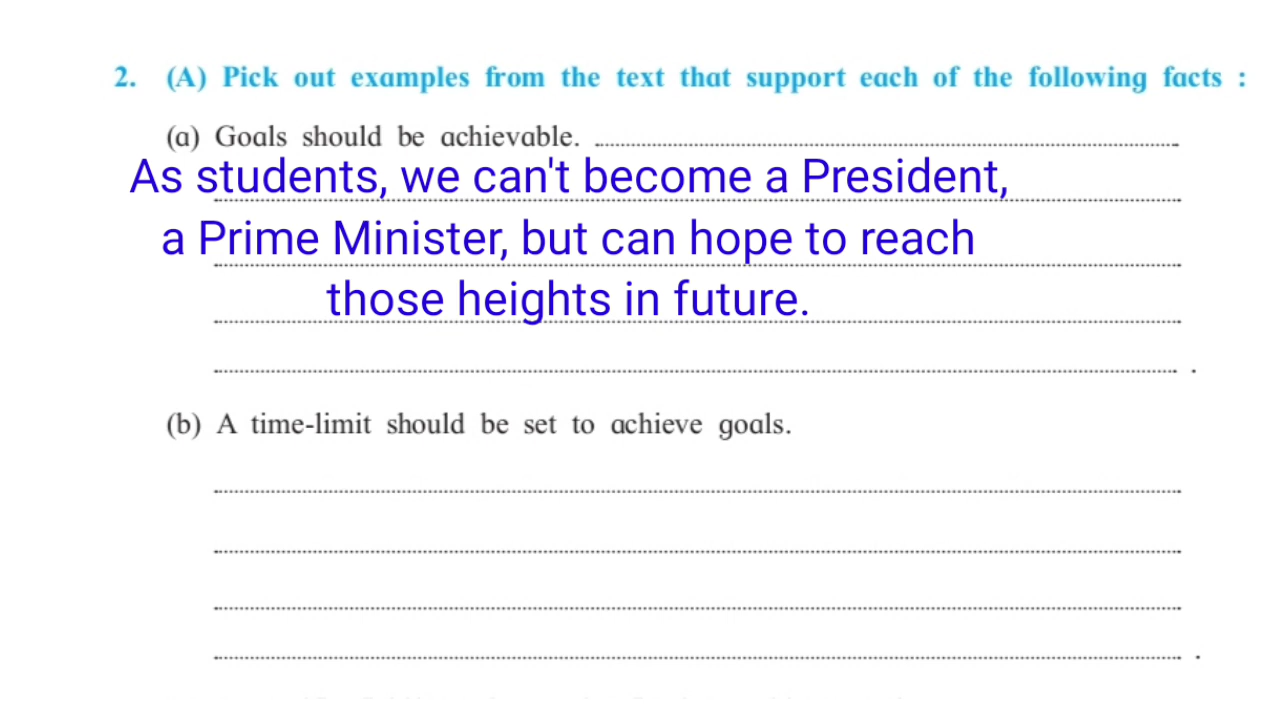 2. (A) Pick out examples from the text that support each of the following facts :
(a) Goals should be achievable.
As students, we can't become a President,
a Prime Minister, but can hope to reach
those heights in future.
(b) A time-limit should be set to achieve goals.